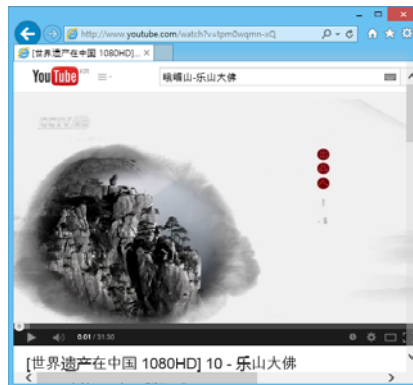 http://www.youtube.com/watch?v=tpm0wqmn-xQ
[世界遗产在中国 1080HD]...
YouTube KR
峨嵋山-乐山大佛
CCTV
0:01 / 31:30
[世界遗产在中国 1080HD] 10 - 乐山大佛